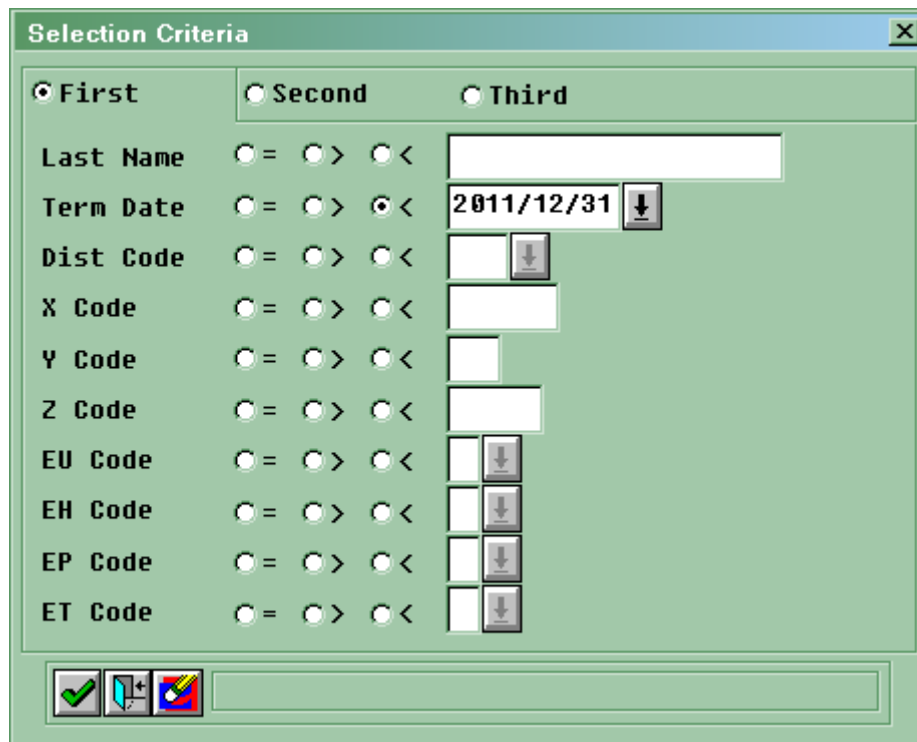 Selection Criteria
First Second Third
Last Name = > <
Term Date = > < 2011/12/31
Dist Code = > <
X Code = > <
Y Code = > <
Z Code = > <
EU Code = > <
EH Code = > <
EP Code = > <
ET Code = > <